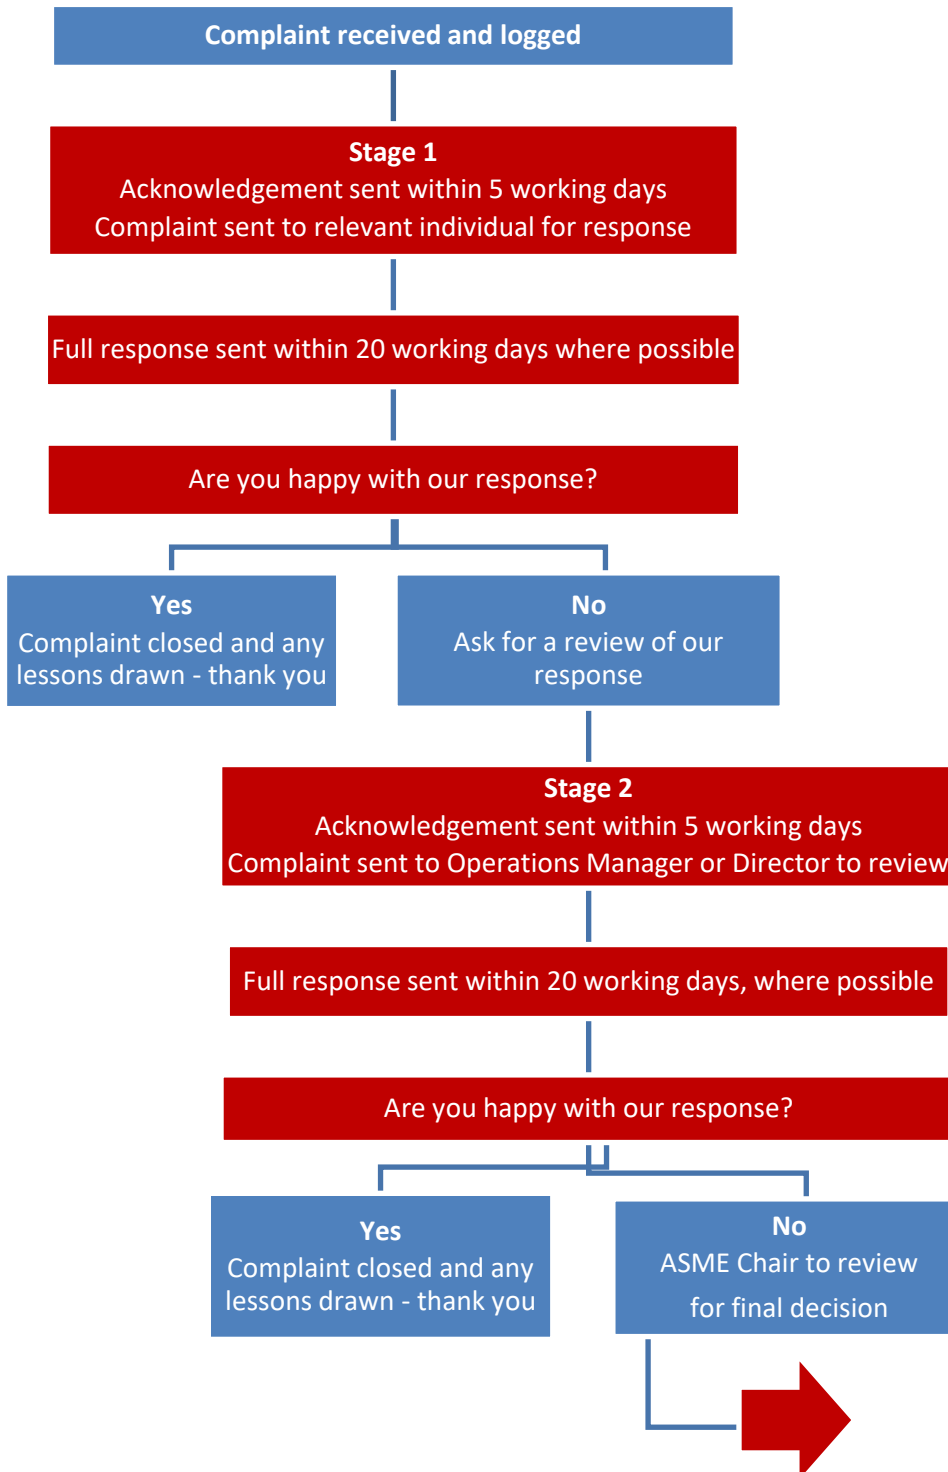 Complaint received and logged
Stage 1
Acknowledgement sent within 5 working days
Complaint sent to relevant individual for response
Full response sent within 20 working days where possible
Are you happy with our response?
Yes
Complaint closed and any
lessons drawn - thank you
No
Ask for a review of our
response
Stage 2
Acknowledgement sent within 5 working days
Complaint sent to Operations Manager or Director to review
Full response sent within 20 working days, where possible
Are you happy with our response?
Yes
Complaint closed and any
lessons drawn - thank you
No
ASME Chair to review
for final decision